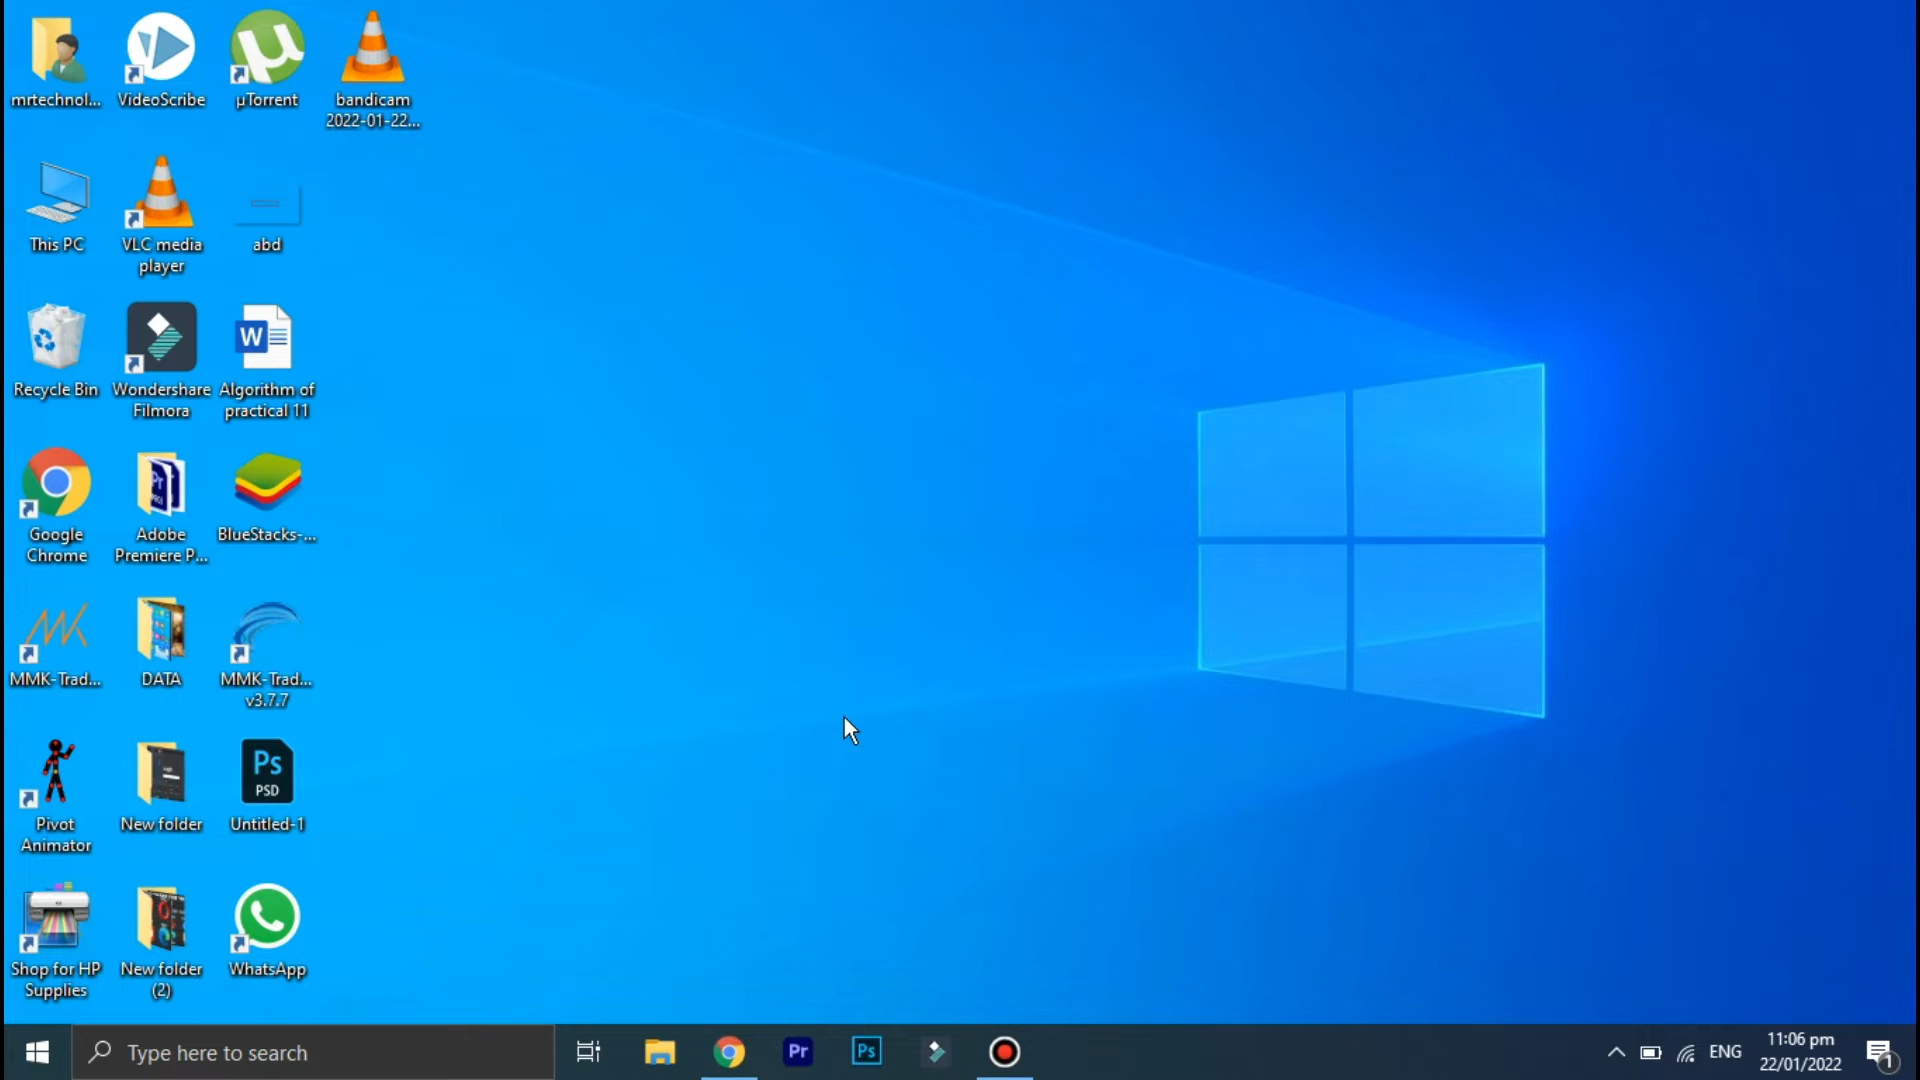 mrtechnol...
VideoScribe
µTorrent
bandicam
2022-01-22...
This PC
VLC media
player
abd
Recycle Bin
Wondershare
Filmora
W
Algorithm of
practical 11
Google
Chrome
Adobe
Premiere P...
BlueStacks-...
MMK-Trad...
DATA
MMK-Trad...
v3.7.7
Pivot
Animator
New folder
Ps
PSD
Untitled-1
Shop for HP
Supplies
New folder
(2)
WhatsApp
Type here to search
Pr
Ps
ENG
11:06 pm
22/01/2022
1